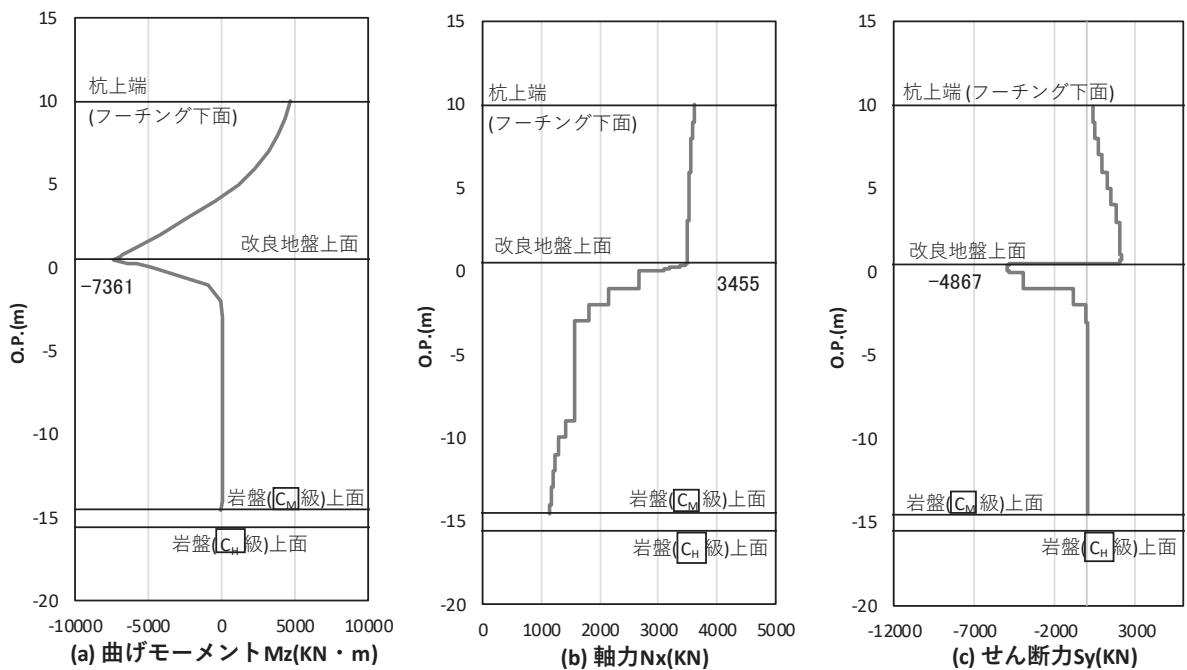 15
10
5
0
-5
-10
-15
-20
O.P.(m)
杭上端
(フーチング下面)
改良地盤上面
-7361
岩盤(CM級)上面
岩盤(CH級)上面
-10000 -5000 0 5000 10000
(a) 曲げモーメントMz(KN・m)
15
10
5
0
-5
-10
-15
-20
O.P.(m)
杭上端
(フーチング下面)
改良地盤上面
3455
岩盤(CM級)上面
岩盤(CH級)上面
0 1000 2000 3000 4000 5000
(b) 軸力Nx(KN)
15
10
5
0
-5
-10
-15
-20
O.P.(m)
杭上端 (フーチング下面)
改良地盤上面
-4867
岩盤(CM級)上面
岩盤(CH級)上面
-12000 -7000 -2000 3000
(c) せん断力Sy(KN)